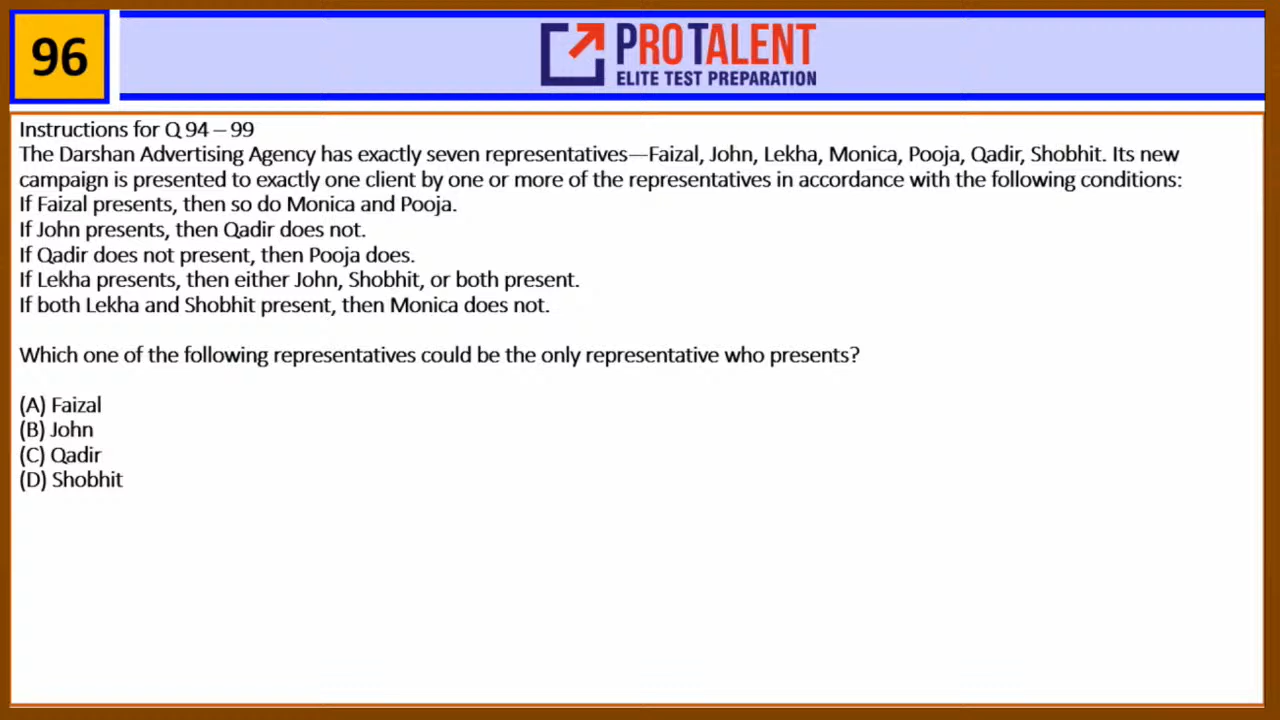 96
PROTALENT
ELITE TEST PREPARATION
Instructions for Q 94 – 99
The Darshan Advertising Agency has exactly seven representatives—Faizal, John, Lekha, Monica, Pooja, Qadir, Shobhit. Its new
campaign is presented to exactly one client by one or more of the representatives in accordance with the following conditions:
If Faizal presents, then so do Monica and Pooja.
If John presents, then Qadir does not.
If Qadir does not present, then Pooja does.
If Lekha presents, then either John, Shobhit, or both present.
If both Lekha and Shobhit present, then Monica does not.
Which one of the following representatives could be the only representative who presents?
(A) Faizal
(B) John
(C) Qadir
(D) Shobhit